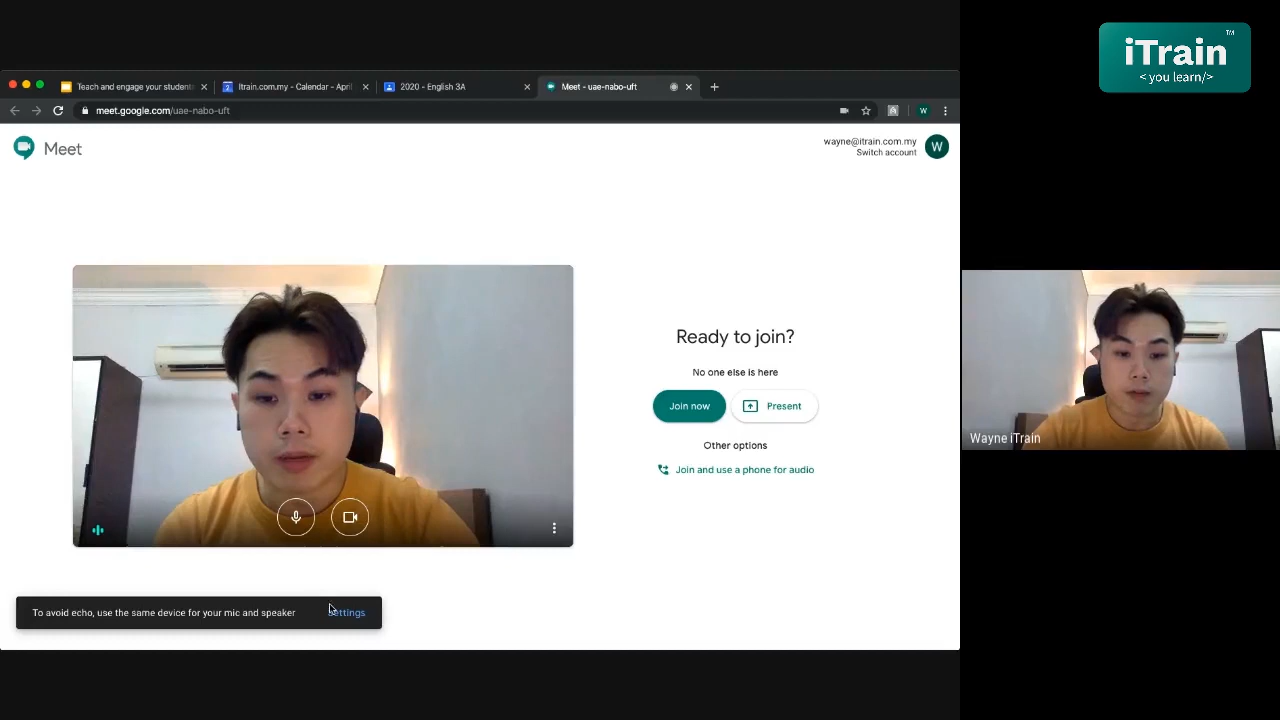 iTrain™
< you learn/>
Teach and engage your students
Itrain.com.my - Calendar - April
2020 - English 3A
Meet - uae-nabo-uft
meet.google.com/uae-nabo-uft
W
Meet
wayne@itrain.com.my
Switch account
W
Ready to join?
No one else is here
Join now
Present
Other options
Join and use a phone for audio
Wayne iTrain
To avoid echo, use the same device for your mic and speaker
Settings